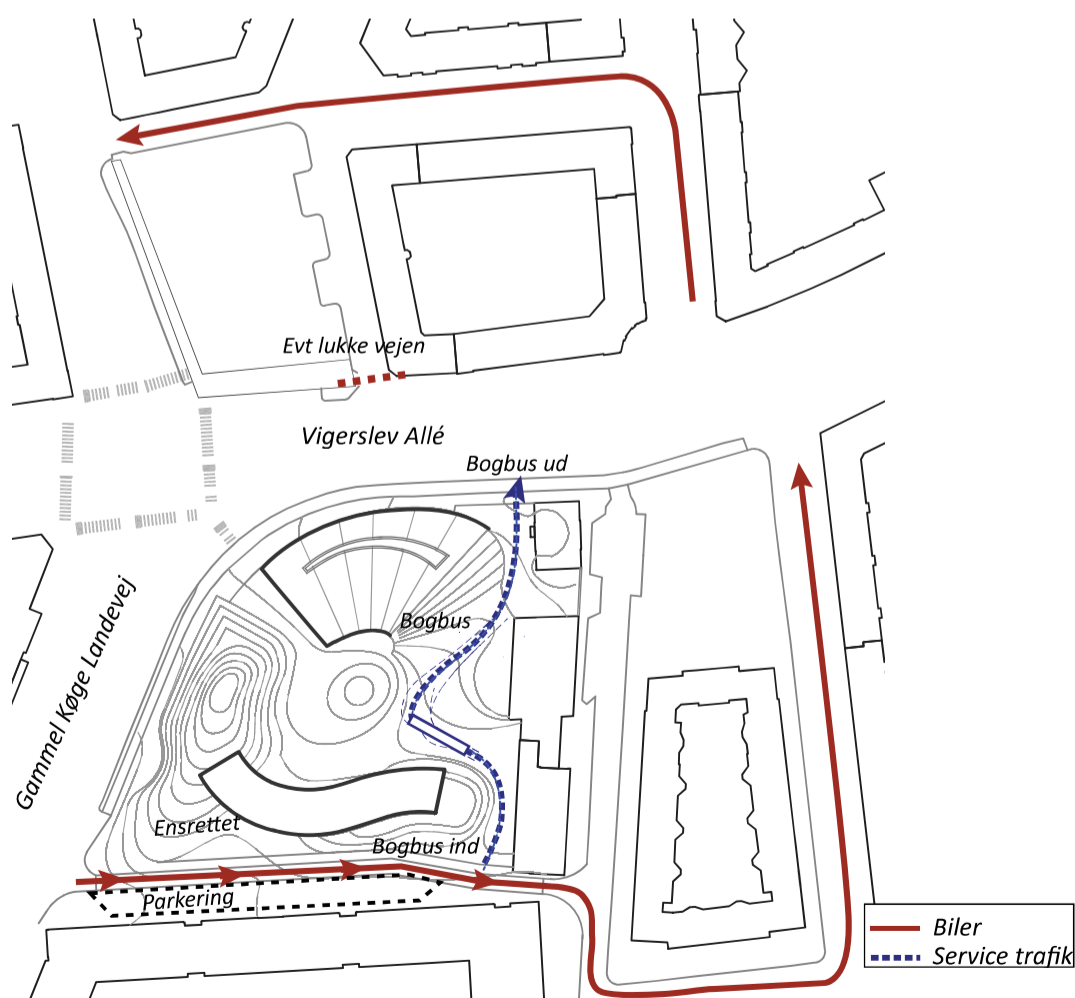 Evt lukke vejen
Vigerslev Allé
Bogbus ud
Bogbus
Gammel Køge Landevej
Ensrettet
Bogbus ind
Parkering
Biler
Service trafik